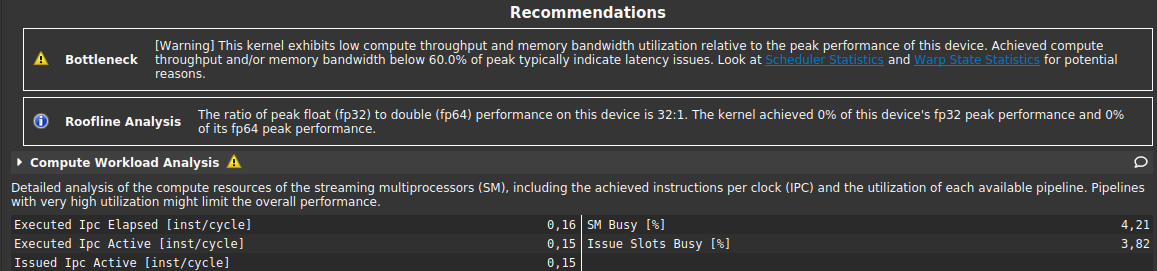 Recommendations
Bottleneck
[Warning] This kernel exhibits low compute throughput and memory bandwidth utilization relative to the peak performance of this device. Achieved compute
throughput and/or memory bandwidth below 60.0% of peak typically indicate latency issues. Look at Scheduler Statistics and Warp State Statistics for potential
reasons.
Roofline Analysis
The ratio of peak float (fp32) to double (fp64) performance on this device is 32:1. The kernel achieved 0% of this device's fp32 peak performance and 0%
of its fp64 peak performance.
Compute Workload Analysis
Detailed analysis of the compute resources of the streaming multiprocessors (SM), including the achieved instructions per clock (IPC) and the utilization of each available pipeline. Pipelines
with very high utilization might limit the overall performance.
Executed Ipc Elapsed [inst/cycle] 0,16 SM Busy [%] 4,21
Executed Ipc Active [inst/cycle] 0,15 Issue Slots Busy [%] 3,82
Issued Ipc Active [inst/cycle] 0,15